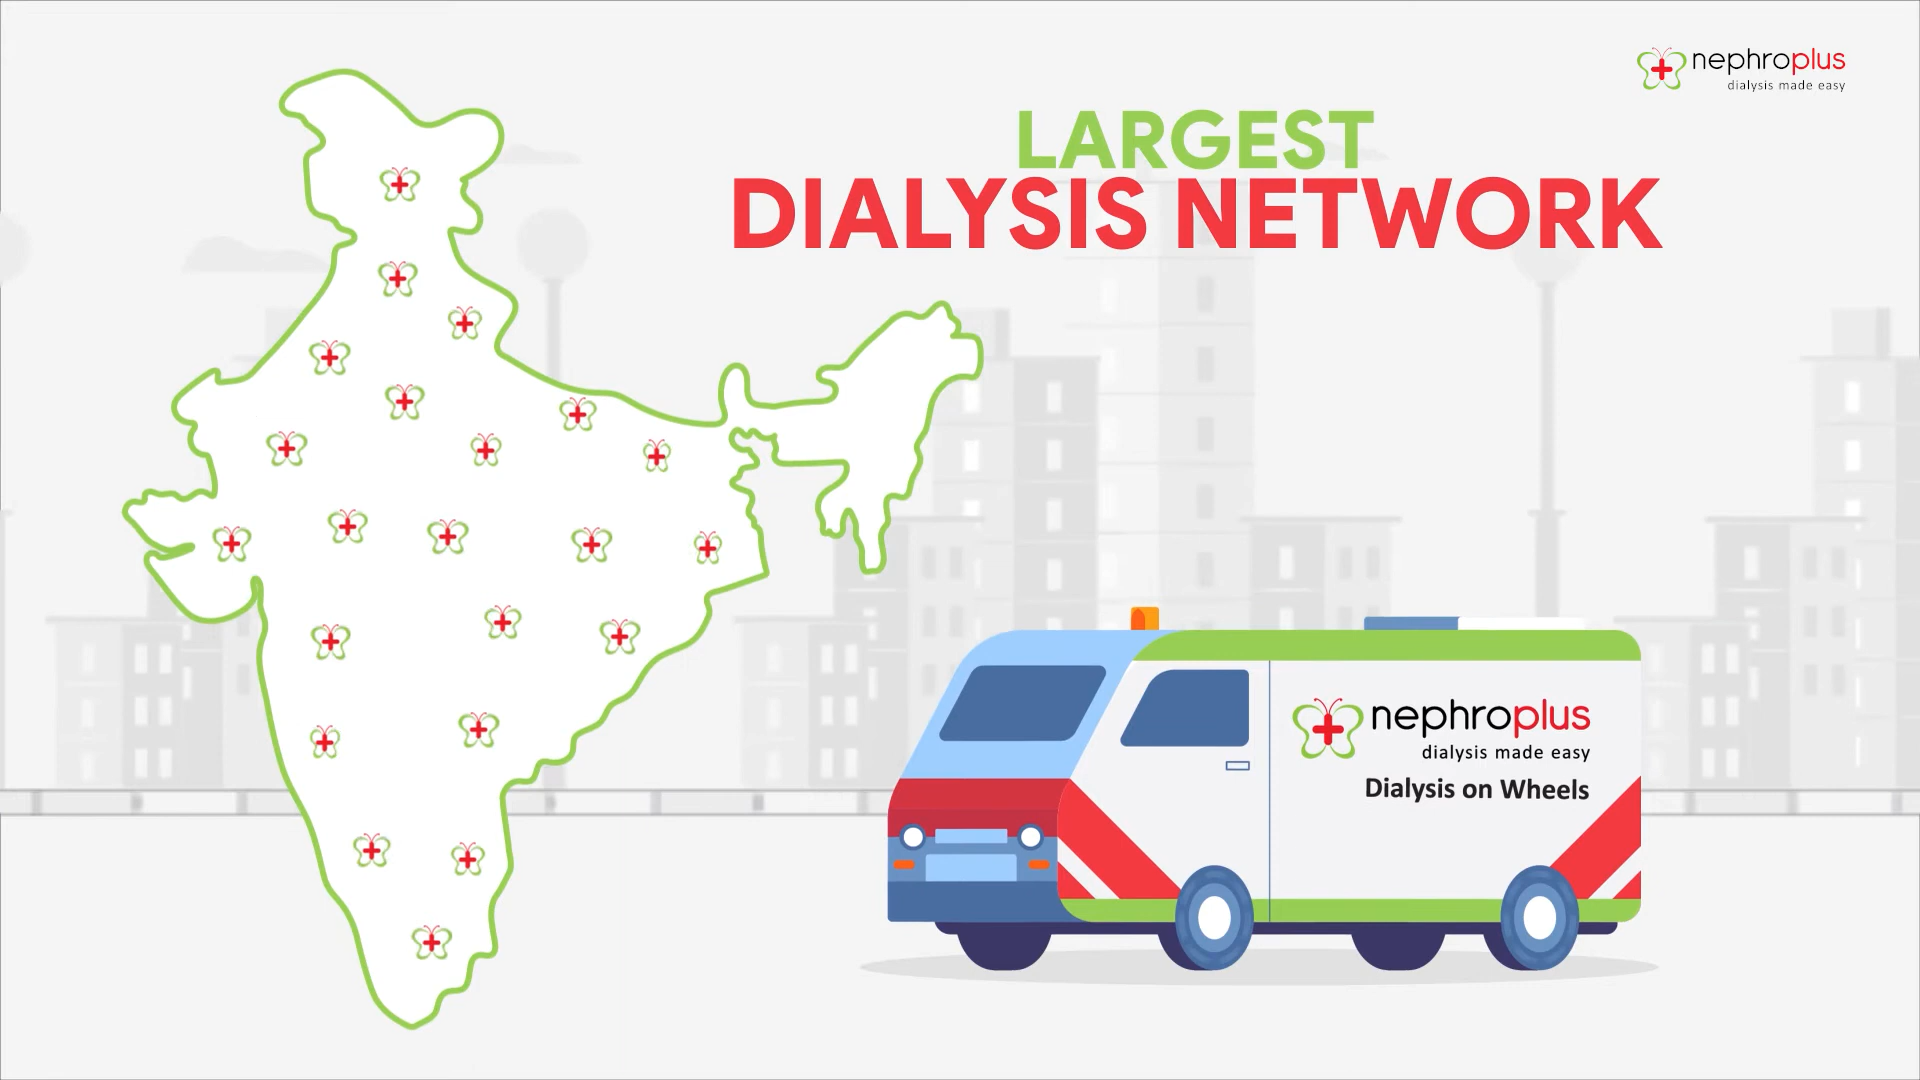 nephroplus
dialysis made easy
LARGEST
DIALYSIS NETWORK
nephroplus
dialysis made easy
Dialysis on Wheels